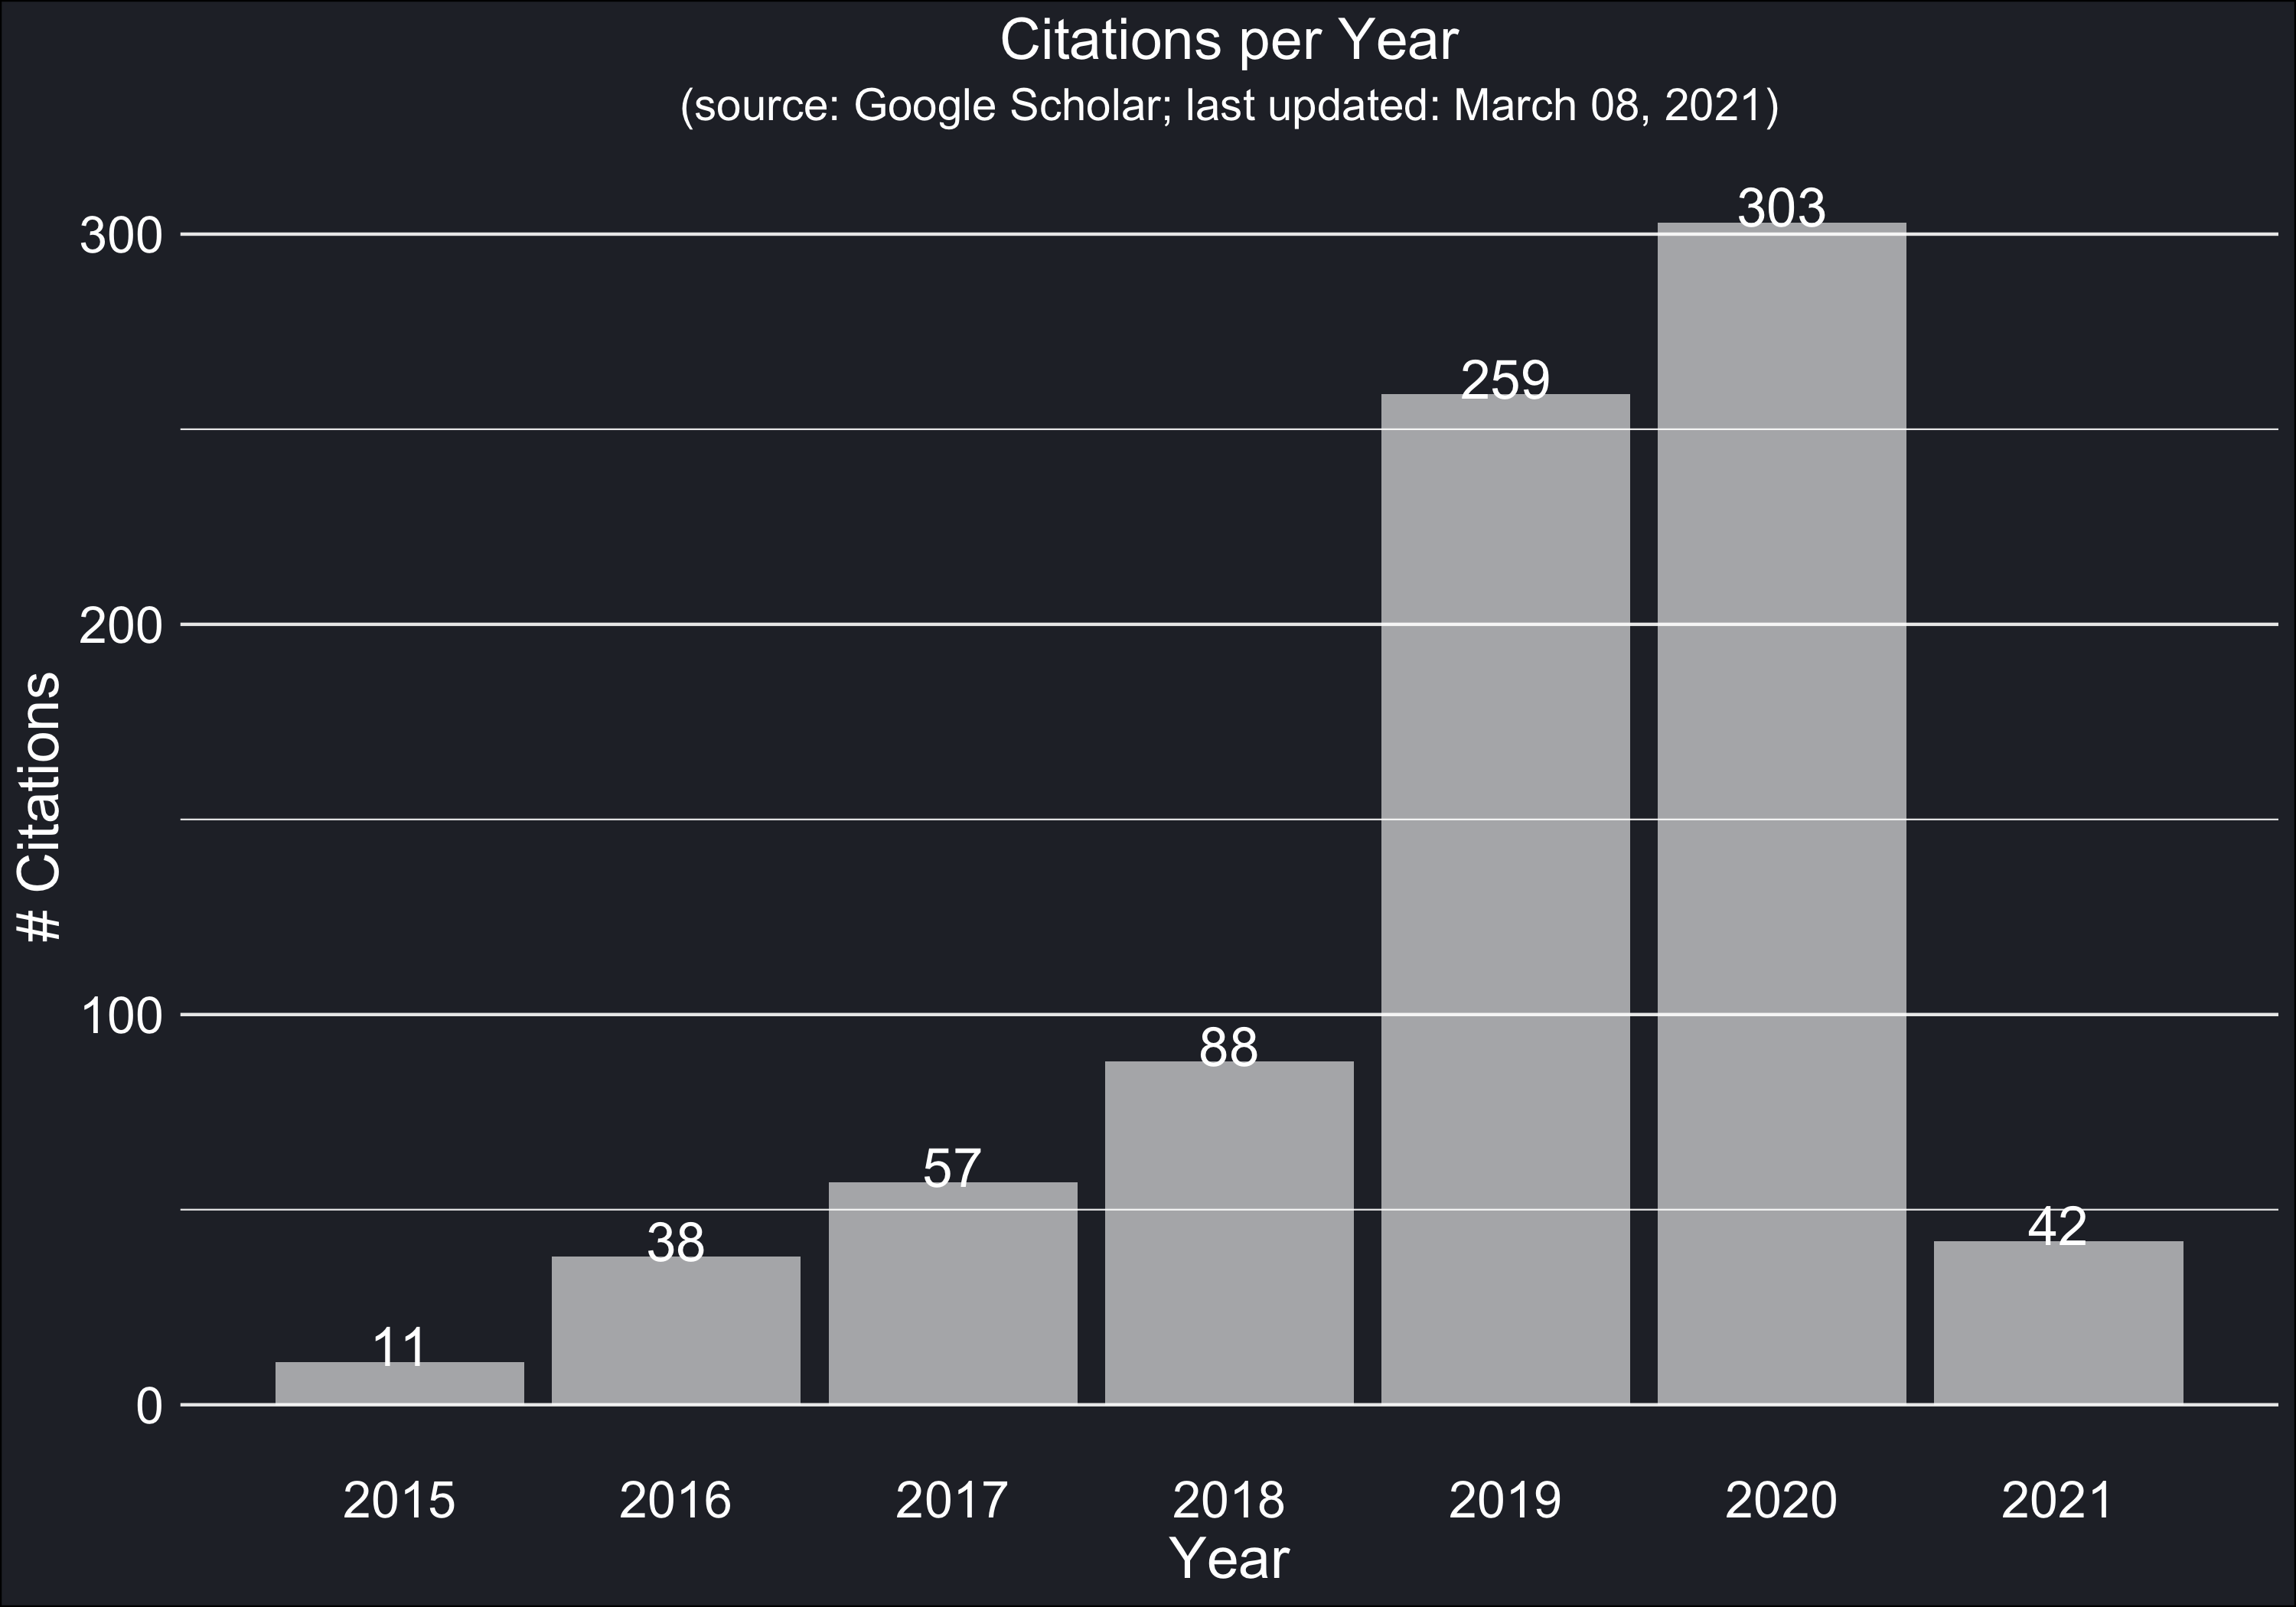 Citations per Year
(source: Google Scholar; last updated: March 08, 2021)
303
300
259
200
# Citations
100
88
57
42
38
11
0
2015 2016 2017 2018 2019 2020 2021
Year